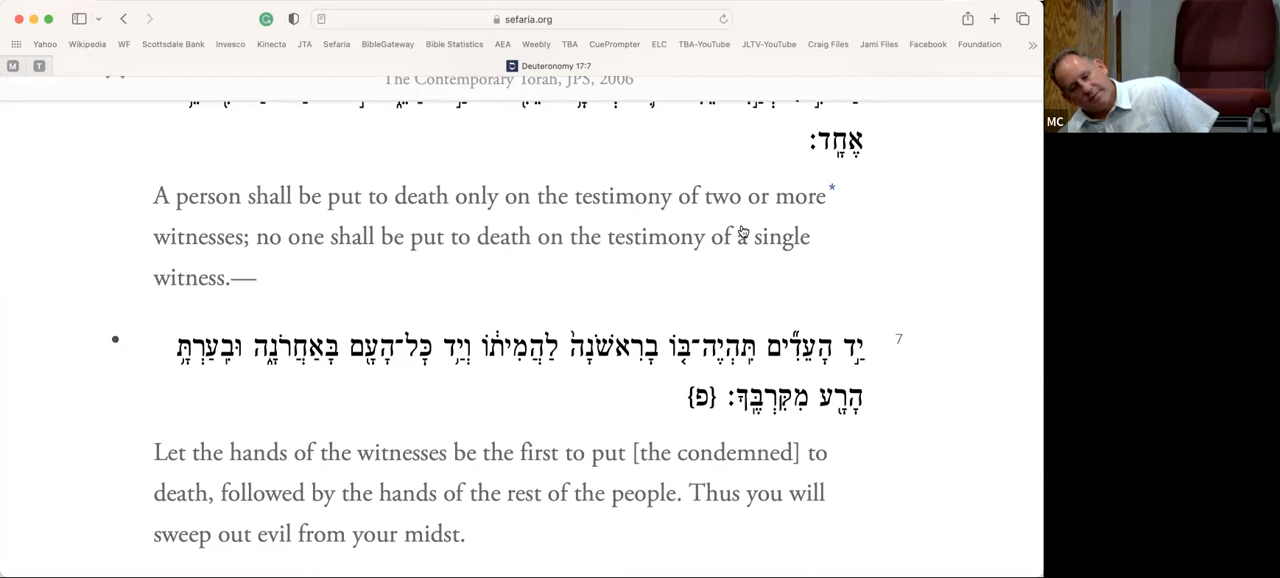 sefaria.org
Yahoo Wikipedia WF Scottsdale Bank Invesco Kinecta JTA Sefaria BibleGateway Bible Statistics AEA Weebly TBA CuePrompter ELC TBA-YouTube JLTV-YouTube Craig Files Jami Files Facebook Foundation
M T Deuteronomy 17:7
The Contemporary Torah, JPS, 2006
אֶחָֽד׃
A person shall be put to death only on the testimony of two or more*
witnesses; no one shall be put to death on the testimony of a single
witness.—
7
יַ֣ד הָעֵדִ֞ים תִּֽהְיֶה־בּ֤וֹ בָרִאשֹׁנָה֙ לַהֲמִית֔וֹ וְיַ֥ד כׇּל־הָעָ֖ם בָּאַחֲרֹנָ֑ה וּבִֽעַרְתָּ֥
הָרָ֖ע מִקִּרְבֶּֽךָ׃ {פ}
Let the hands of the witnesses be the first to put [the condemned] to
death, followed by the hands of the rest of the people. Thus you will
sweep out evil from your midst.
MC